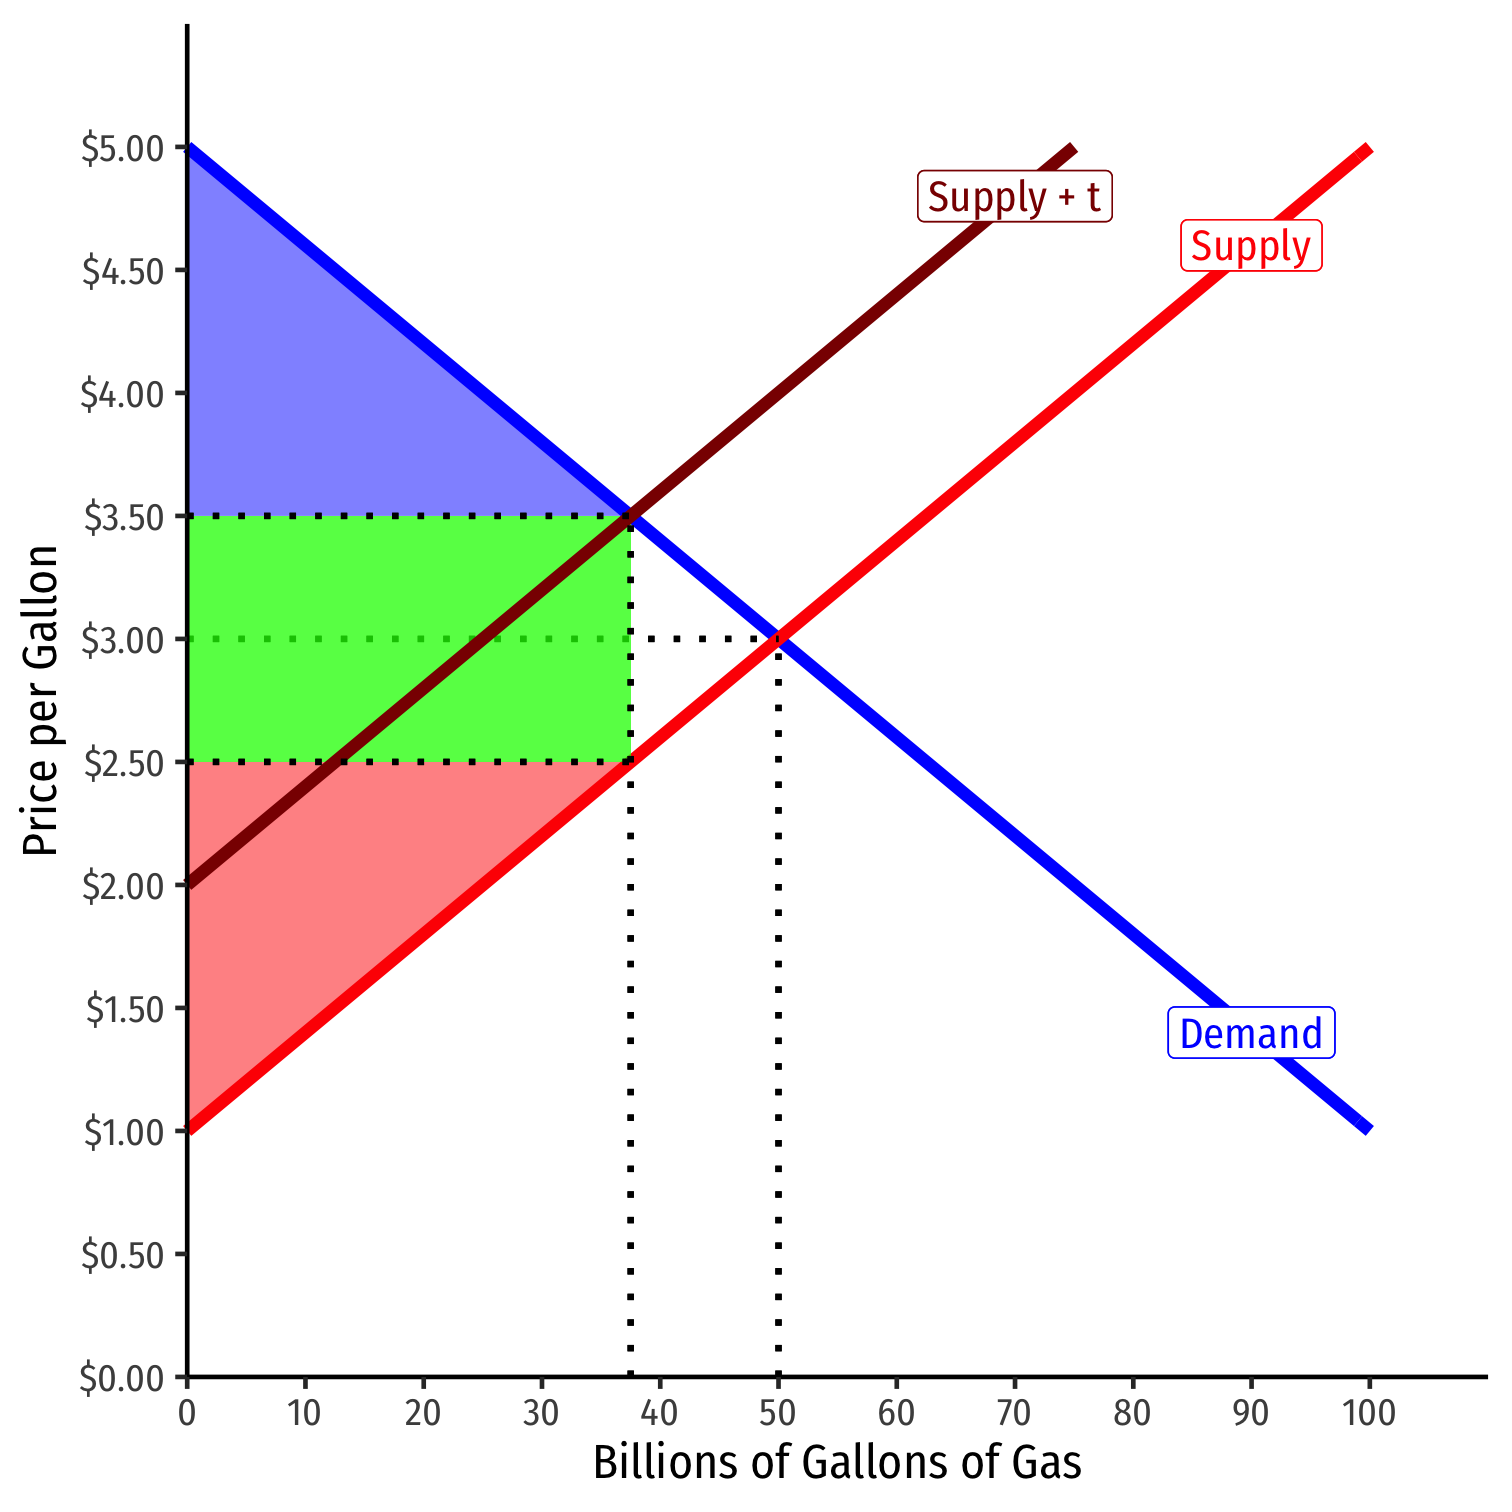 $5.00
Supply + t
Supply
$4.50
$4.00
$3.50
Price per Gallon
$3.00
$2.50
$2.00
$1.50
Demand
$1.00
$0.50
$0.00
0 10 20 30 40 50 60 70 80 90 100
Billions of Gallons of Gas